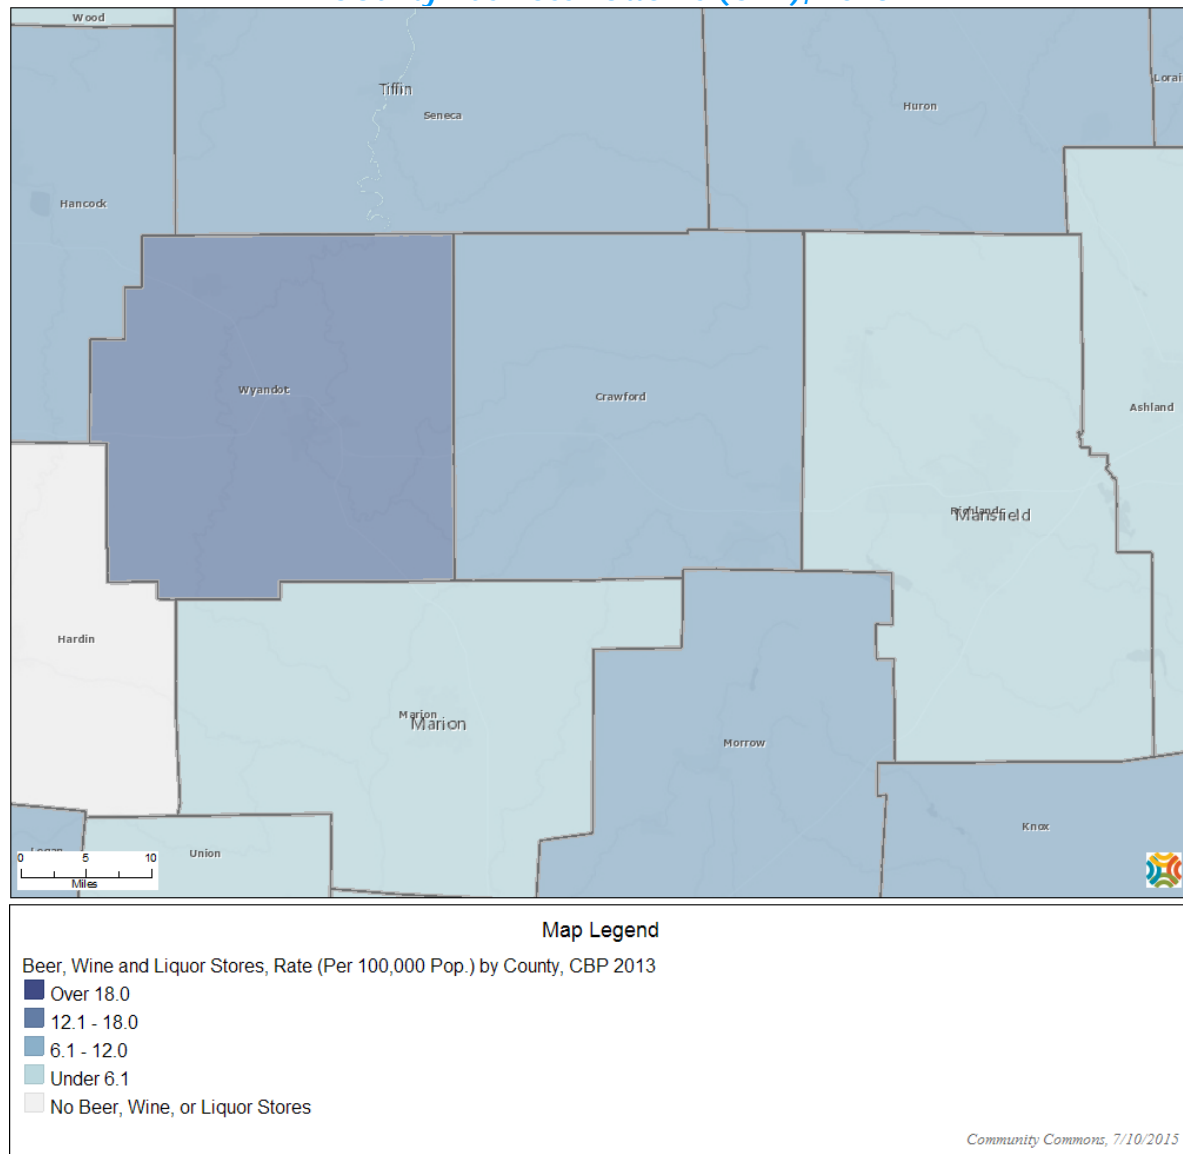 Wood
Tiffin
Seneca
Huron
Lorai
Hancock
Wyandot
Crawford
Ashland
Richland
Mansfield
Hardin
Marion
Marion
Morrow
Knox
Union
Logan
0 5 10
Miles
Map Legend
Beer, Wine and Liquor Stores, Rate (Per 100,000 Pop.) by County, CBP 2013
Over 18.0
12.1 - 18.0
6.1 - 12.0
Under 6.1
No Beer, Wine, or Liquor Stores
Community Commons, 7/10/2015